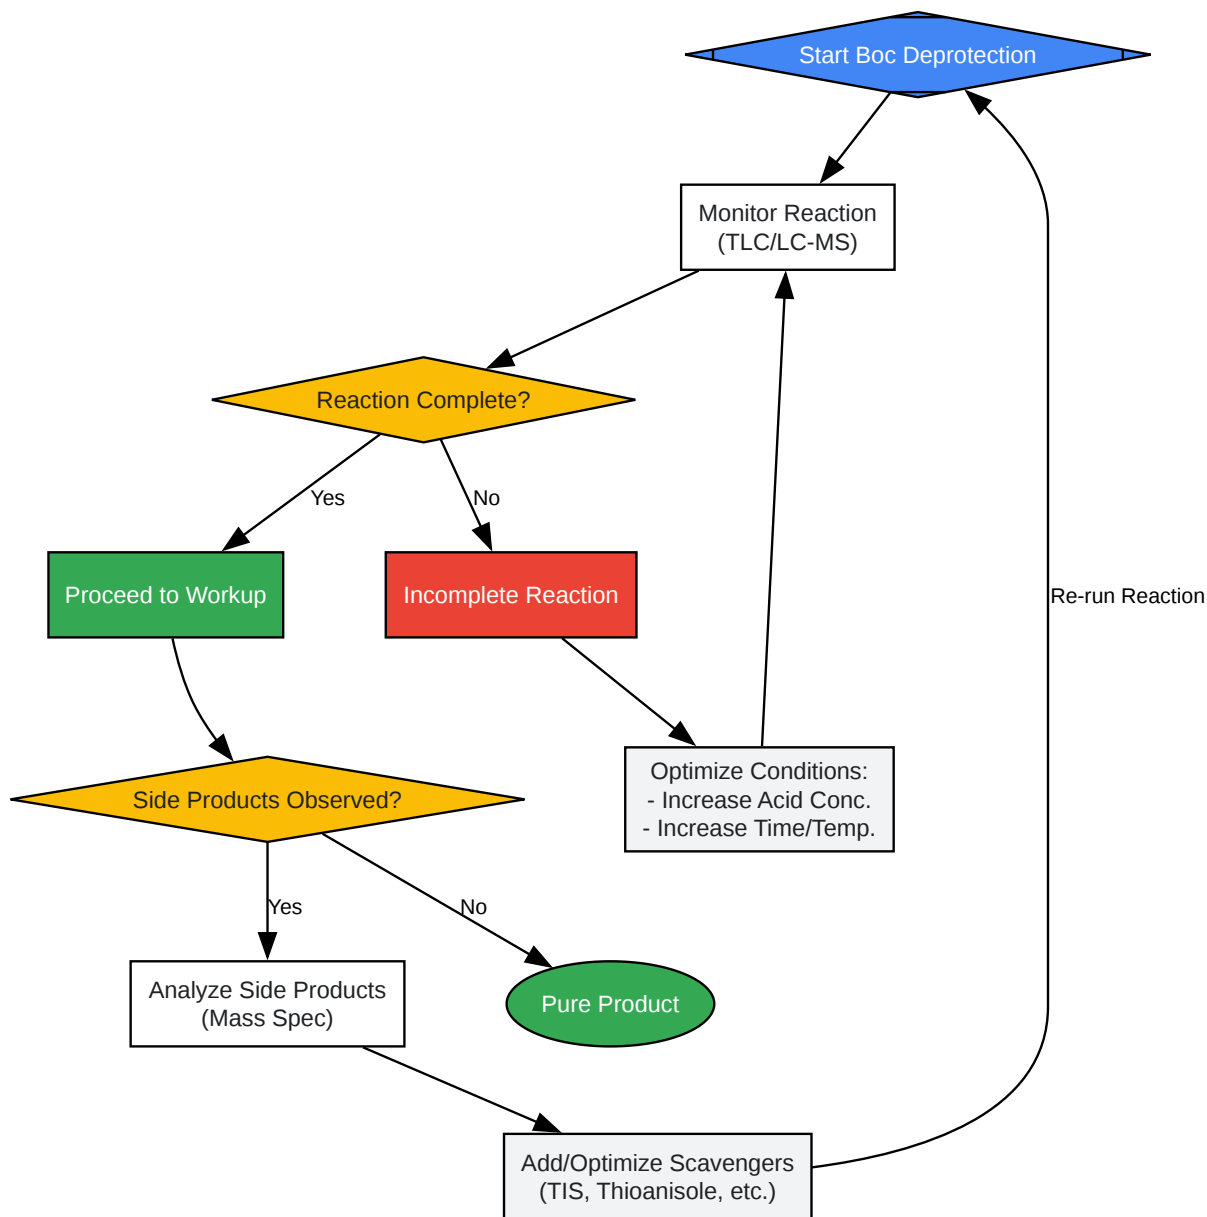 Start Boc Deprotection
Monitor Reaction
(TLC/LC-MS)
Reaction Complete?
Yes
No
Proceed to Workup
Incomplete Reaction
Re-run Reaction
Optimize Conditions:
- Increase Acid Conc.
- Increase Time/Temp.
Side Products Observed?
Yes
No
Analyze Side Products
(Mass Spec)
Pure Product
Add/Optimize Scavengers
(TIS, Thioanisole, etc.)